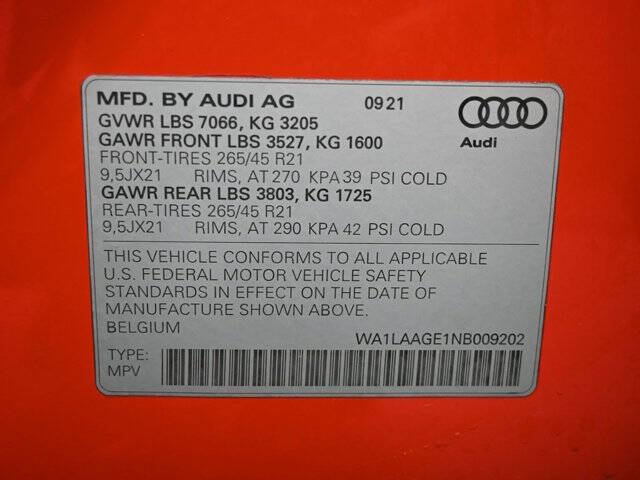 MFD. BY AUDI AG 09 21
GVWR LBS 7066, KG 3205
GAWR FRONT LBS 3527, KG 1600
FRONT-TIRES 265/45 R21
9,5JX21 RIMS, AT 270 KPA 39 PSI COLD
GAWR REAR LBS 3803, KG 1725
REAR-TIRES 265/45 R21
9,5JX21 RIMS, AT 290 KPA 42 PSI COLD
Audi
THIS VEHICLE CONFORMS TO ALL APPLICABLE
U.S. FEDERAL MOTOR VEHICLE SAFETY
STANDARDS IN EFFECT ON THE DATE OF
MANUFACTURE SHOWN ABOVE.
BELGIUM
WA1LAAGE1NB009202
TYPE:
MPV